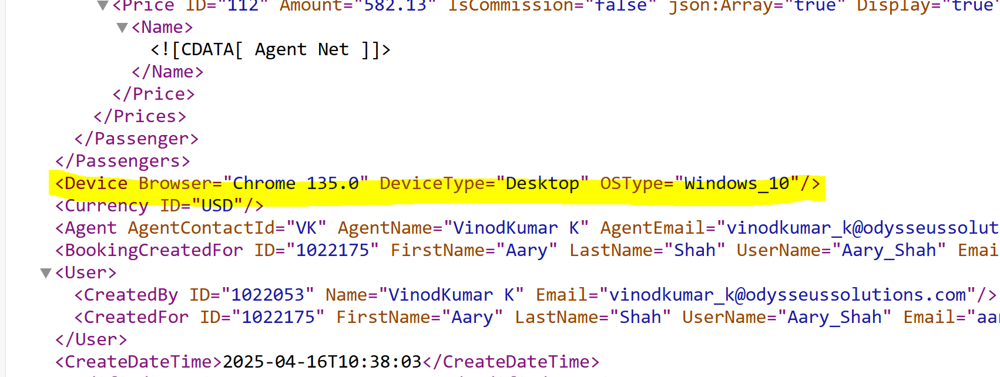 <Price ID="112" Amount="582.13" IsCommission="false" json:Array="true" Display="true"
<Name>
<![CDATA[ Agent Net ]]>
</Name>
</Price>
</Prices>
</Passenger>
</Passengers>
<Device Browser="Chrome 135.0" DeviceType="Desktop" OSType="Windows_10"/>
<Currency ID="USD"/>
<Agent AgentContactId="VK" AgentName="VinodKumar K" AgentEmail="vinodkumar_k@odysseussolut
<BookingCreatedFor ID="1022175" FirstName="Aary" LastName="Shah" UserName="Aary_Shah" Emai
<User>
<CreatedBy ID="1022053" Name="VinodKumar K" Email="vinodkumar_k@odysseussolutions.com"/>
<CreatedFor ID="1022175" FirstName="Aary" LastName="Shah" UserName="Aary_Shah" Email="aar
</User>
<CreateDateTime>2025-04-16T10:38:03</CreateDateTime>